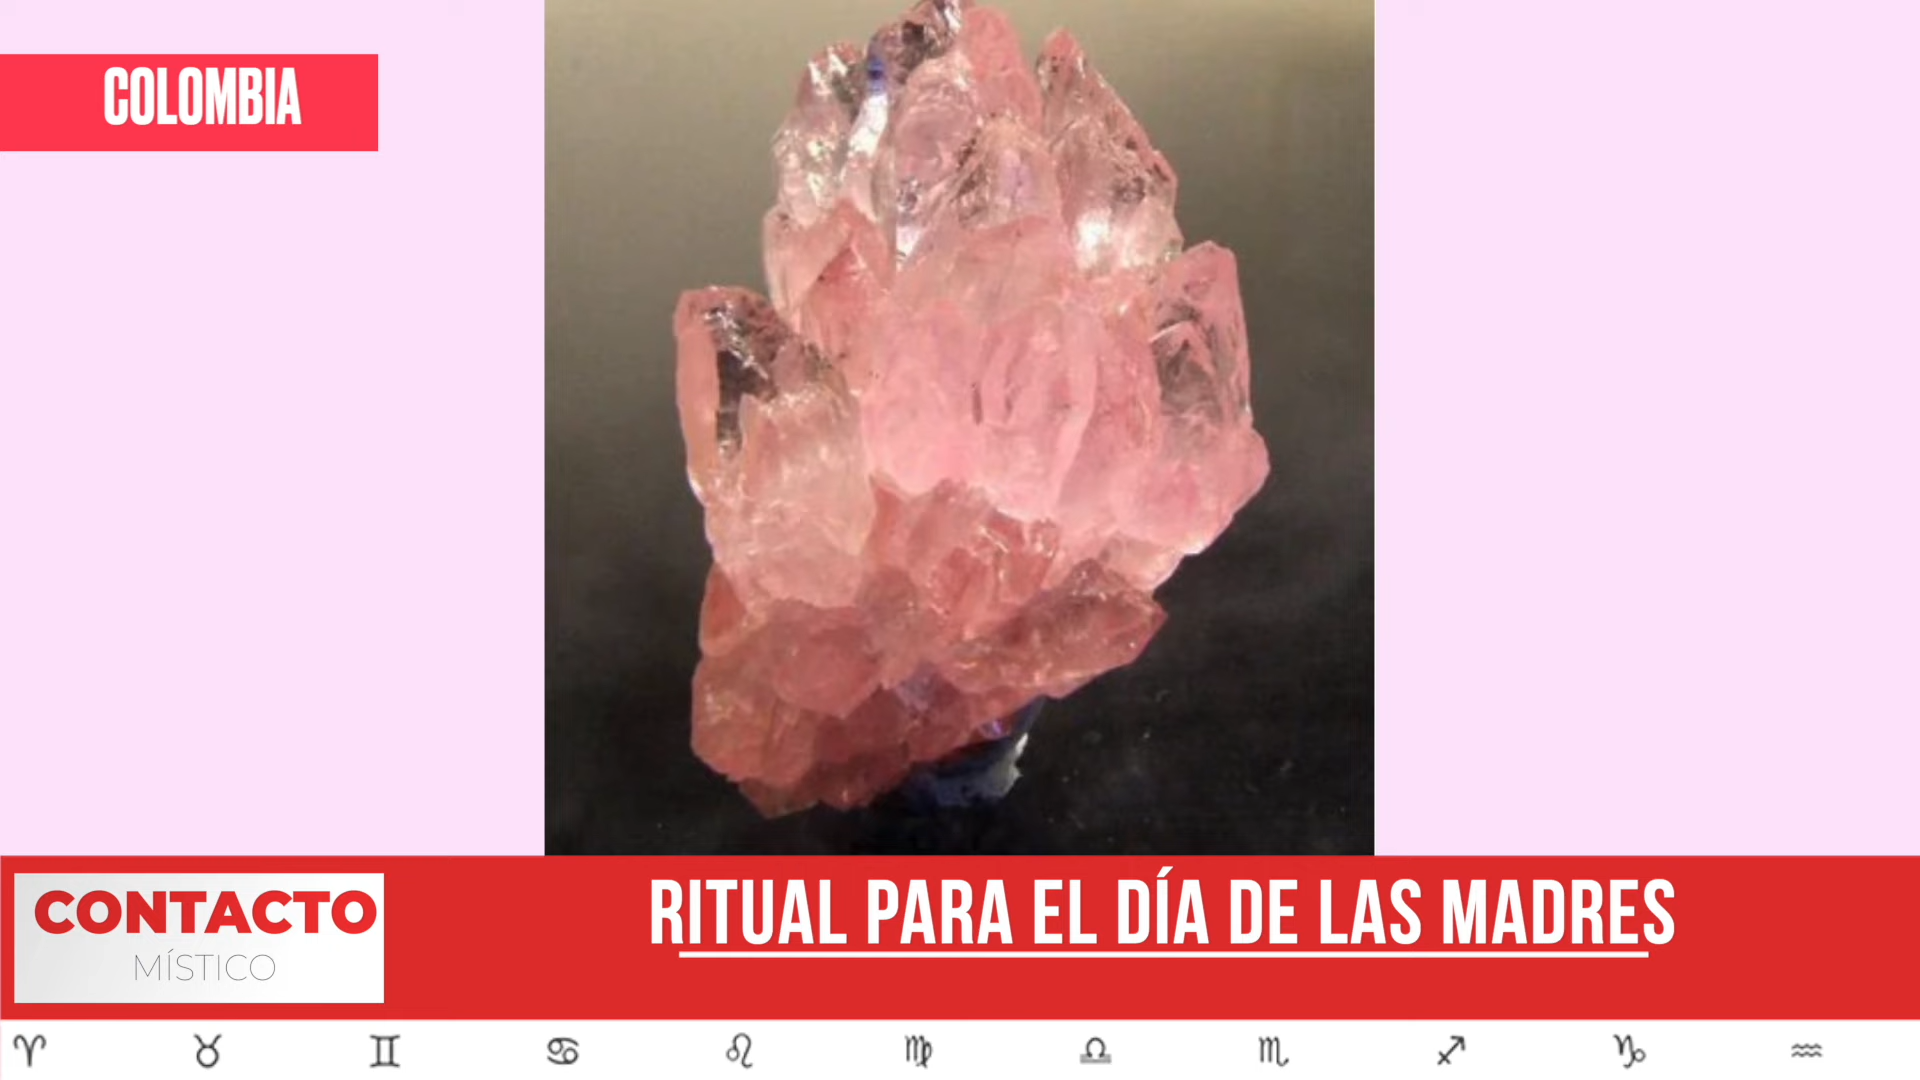 COLOMBIA
CONTACTO
MÍSTICO
RITUAL PARA EL DÍA DE LAS MADRES
♈ ♉ ♊ ♋ ♌ ♍ ♎ ♏ ♐ ♑ ♒